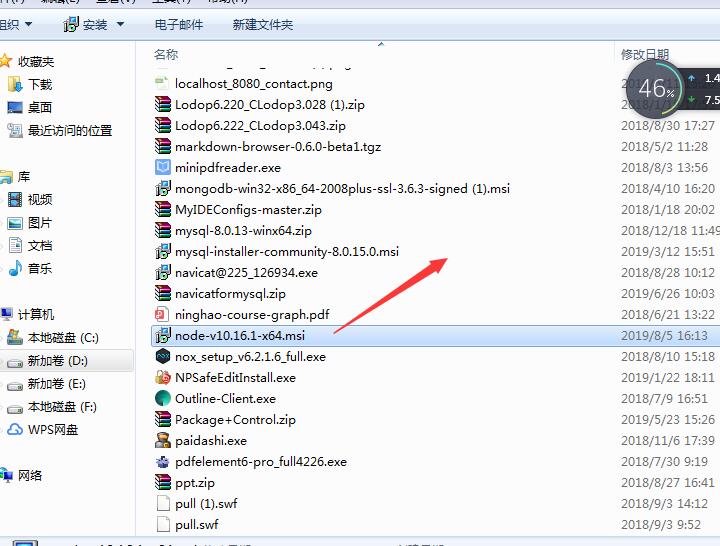 组织 安装 电子邮件 新建文件夹
名称 修改日期
收藏夹
下载
桌面
最近访问的位置
库
视频
图片
文档
音乐
计算机
本地磁盘 (C:)
新加卷 (D:)
新加卷 (E:)
本地磁盘 (F:)
WPS网盘
网络
localhost_8080_contact.png
Lodop6.220_CLodop3.028 (1).zip
Lodop6.222_CLodop3.043.zip 2018/8/30 17:27
markdown-browser-0.6.0-beta1.tgz 2018/5/2 11:28
minipdfreader.exe 2018/8/3 13:56
mongodb-win32-x86_64-2008plus-ssl-3.6.3-signed (1).msi 2018/4/10 16:20
MyIDEConfigs-master.zip 2018/1/18 20:02
mysql-8.0.13-winx64.zip 2018/12/18 11:49
mysql-installer-community-8.0.15.0.msi 2019/3/12 15:51
navicat@225_126934.exe 2018/8/28 10:12
navicatformysql.zip 2019/6/26 10:03
ninghao-course-graph.pdf 2018/6/21 13:22
node-v10.16.1-x64.msi 2019/8/5 16:13
nox_setup_v6.2.1.6_full.exe 2018/8/10 15:18
NPSafeEditInstall.exe 2019/1/22 18:11
Outline-Client.exe 2018/7/9 16:51
Package+Control.zip 2019/5/23 15:26
paidashi.exe 2018/11/6 17:39
pdfelement6-pro_full4226.exe 2018/7/30 9:19
ppt.zip 2018/8/27 16:41
pull (1).swf 2018/9/3 14:12
pull.swf 2018/9/3 9:52
46%
1.4
7.5